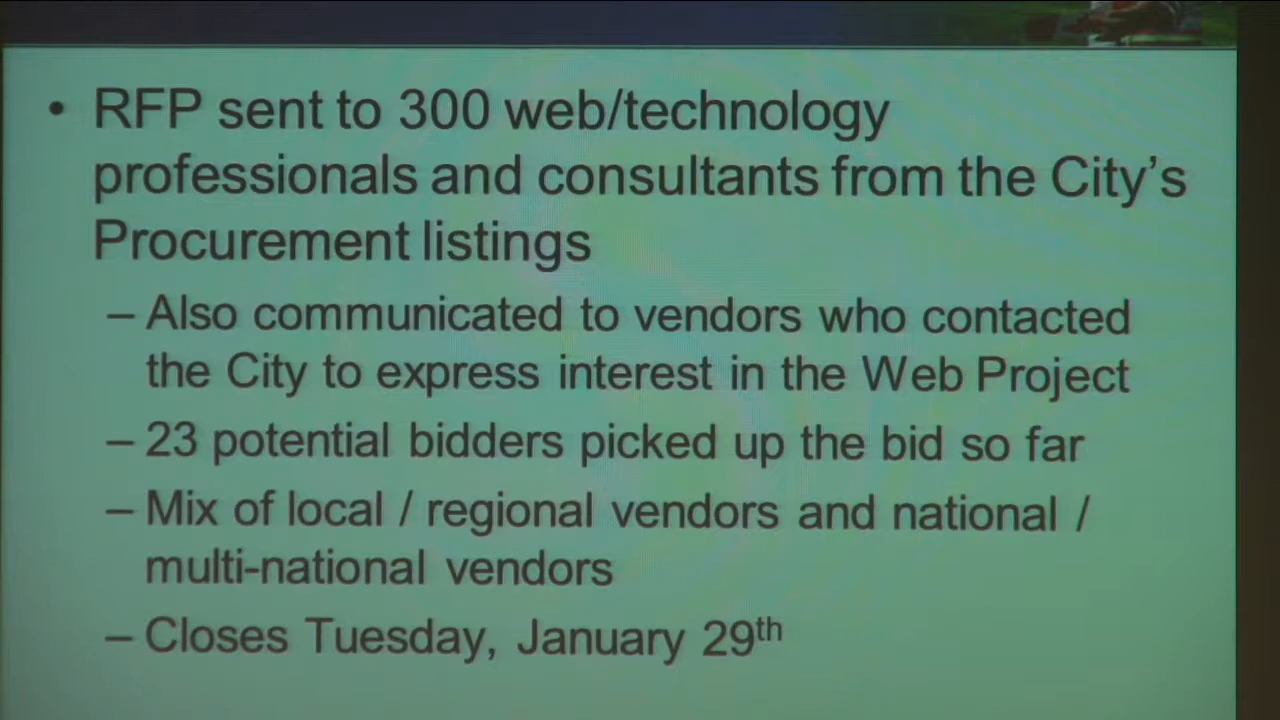 • RFP sent to 300 web/technology
professionals and consultants from the City's
Procurement listings
– Also communicated to vendors who contacted
the City to express interest in the Web Project
– 23 potential bidders picked up the bid so far
– Mix of local / regional vendors and national /
multi-national vendors
– Closes Tuesday, January 29th